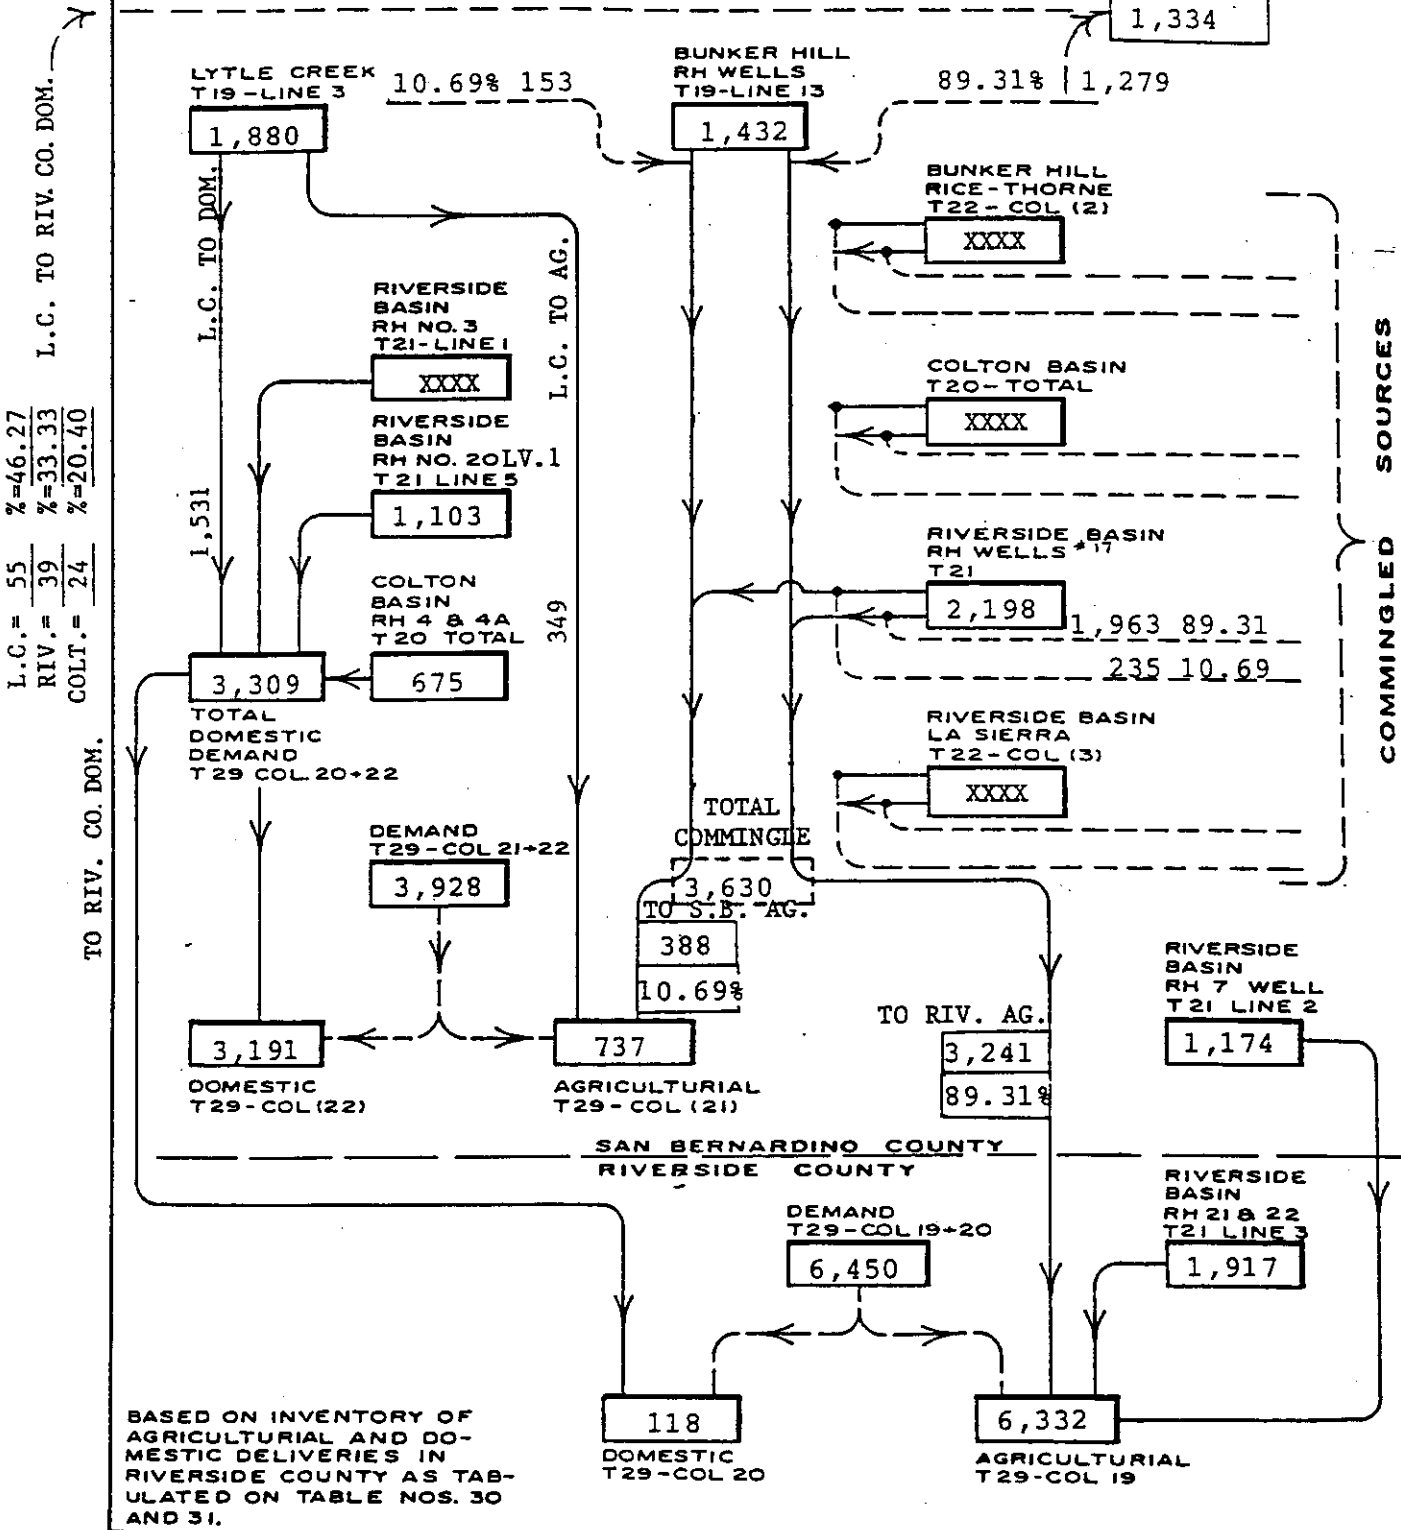 1,334
LYTLE CREEK
T19-LINE 3
1,880
10.69% 153
BUNKER HILL
RH WELLS
T19-LINE 13
1,432
89.31% 1,279
L.C. TO RIV. CO. DOM.
L.C. TO DOM.
L.C. TO AG.
BUNKER HILL
RICE-THORNE
T22-COL (2)
XXXX
RIVERSIDE
BASIN
RH NO. 3
T21-LINE 1
XXXX
COLTON BASIN
T20-TOTAL
XXXX
COMMINGLED SOURCES
RIVERSIDE
BASIN
RH NO. 20LV.1
T21 LINE 5
1,103
L.C.= 55 %=46.27
RIV.= 39 %=33.33
COLT.= 24 %=20.40
1,531
349
RIVERSIDE BASIN
RH WELLS #17
T21
2,198
1,963 89.31
235 10.69
COLTON
BASIN
RH 4 & 4A
T20 TOTAL
675
3,309
TOTAL
DOMESTIC
DEMAND
T29 COL. 20+22
RIVERSIDE BASIN
LA SIERRA
T22-COL (3)
XXXX
TO RIV. CO. DOM.
DEMAND
T29-COL 21+22
3,928
TOTAL
COMMINGLE
3,630
TO S.B. AG.
388
10.69%
RIVERSIDE
BASIN
RH 7 WELL
T21 LINE 2
1,174
TO RIV. AG.
3,241
89.31%
3,191
DOMESTIC
T29-COL (22)
737
AGRICULTURIAL
T29-COL (21)
SAN BERNARDINO COUNTY
RIVERSIDE COUNTY
RIVERSIDE
BASIN
RH 21 & 22
T21 LINE 3
1,917
DEMAND
T29-COL 19+20
6,450
118
DOMESTIC
T29-COL 20
6,332
AGRICULTURIAL
T29-COL 19
BASED ON INVENTORY OF
AGRICULTURIAL AND DO-
MESTIC DELIVERIES IN
RIVERSIDE COUNTY AS TAB-
ULATED ON TABLE NOS. 30
AND 31.